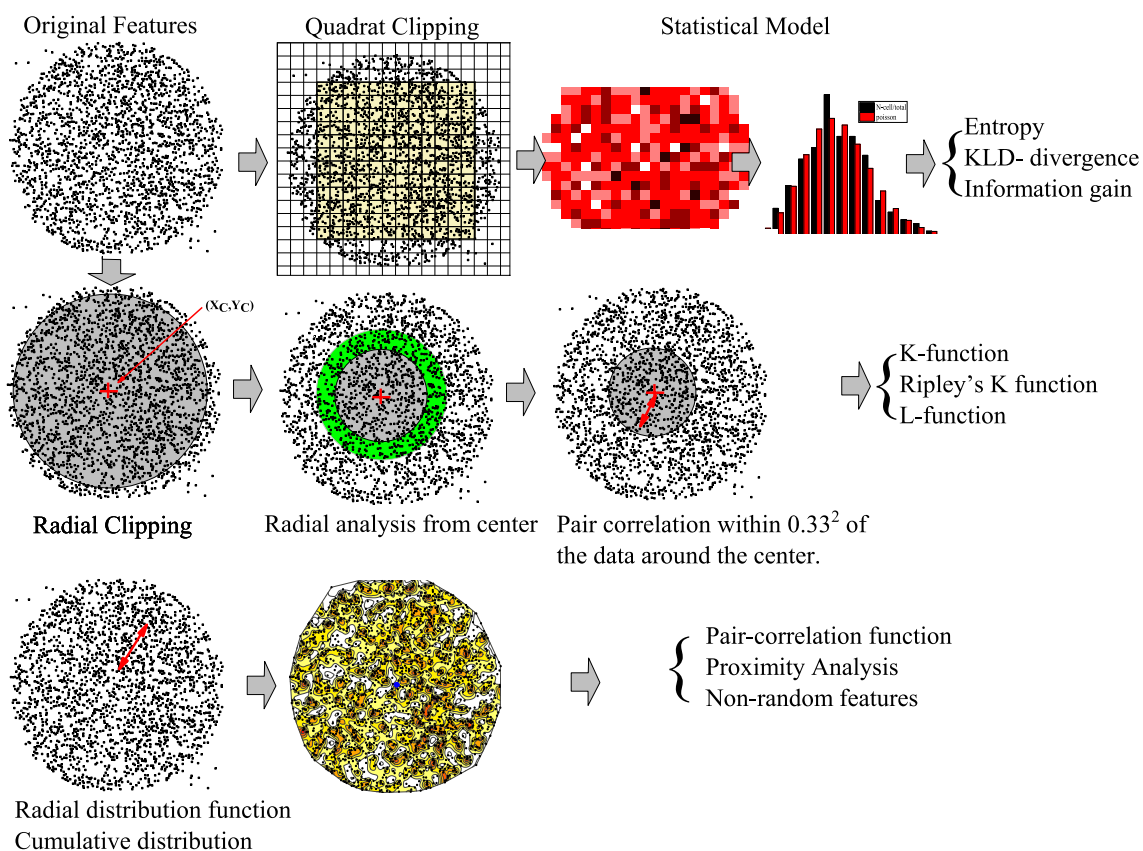 Original Features
Quadrat Clipping
Statistical Model
N-cell/total
poisson
Entropy
KLD- divergence
Information gain
(XC,YC)
K-function
Ripley’s K function
L-function
Radial Clipping
Radial analysis from center
Pair correlation within 0.33² of
the data around the center.
Pair-correlation function
Proximity Analysis
Non-random features
Radial distribution function
Cumulative distribution